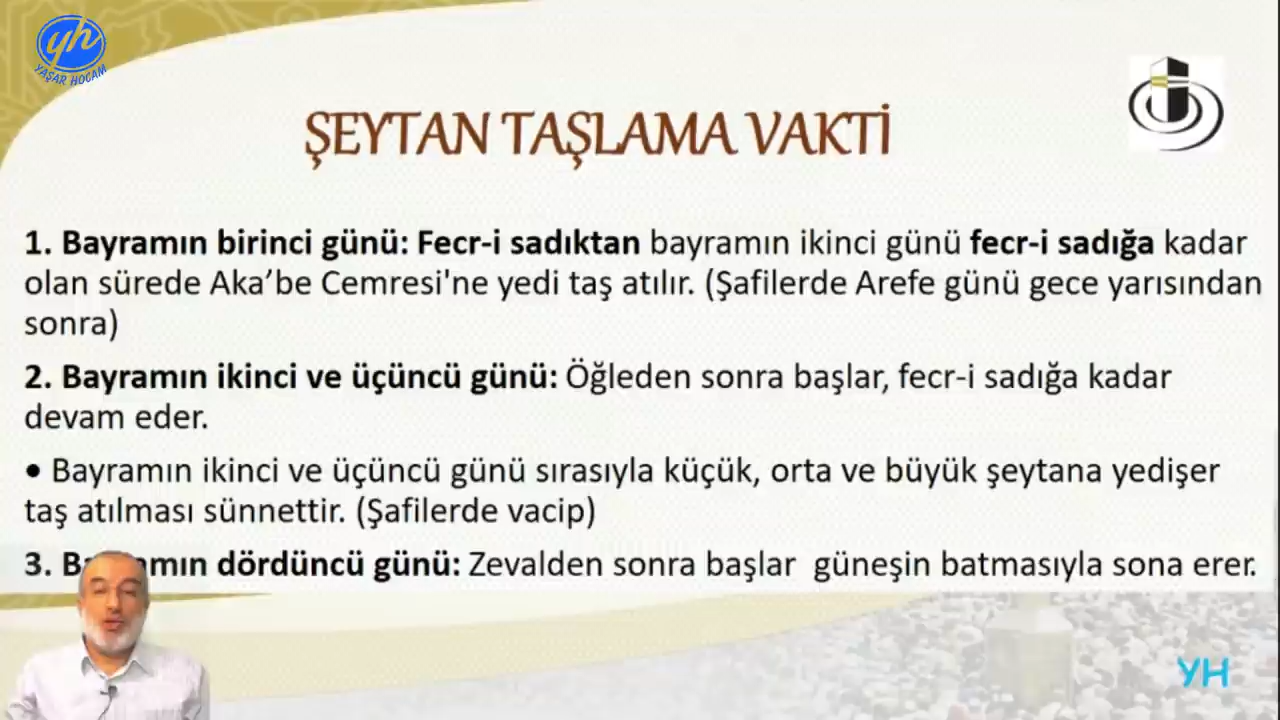 yh
YAŞAR HOCAM
ŞEYTAN TAŞLAMA VAKTİ
1. Bayramın birinci günü: Fecr-i sadıktan bayramın ikinci günü fecr-i sadığa kadar
olan sürede Aka’be Cemresi'ne yedi taş atılır. (Şafilerde Arefe günü gece yarısından
sonra)
2. Bayramın ikinci ve üçüncü günü: Öğleden sonra başlar, fecr-i sadığa kadar
devam eder.
• Bayramın ikinci ve üçüncü günü sırasıyla küçük, orta ve büyük şeytana yedişer
taş atılması sünnettir. (Şafilerde vacip)
3. Bayramın dördüncü günü: Zevalden sonra başlar güneşin batmasıyla sona erer.
YH